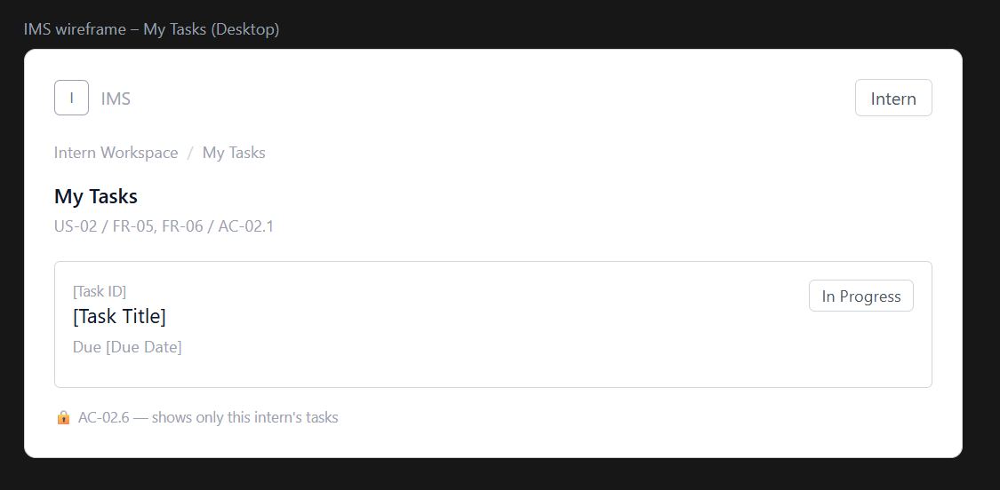 IMS wireframe – My Tasks (Desktop)
I IMS
Intern
Intern Workspace / My Tasks
My Tasks
US-02 / FR-05, FR-06 / AC-02.1
[Task ID]
In Progress
[Task Title]
Due [Due Date]
AC-02.6 — shows only this intern's tasks